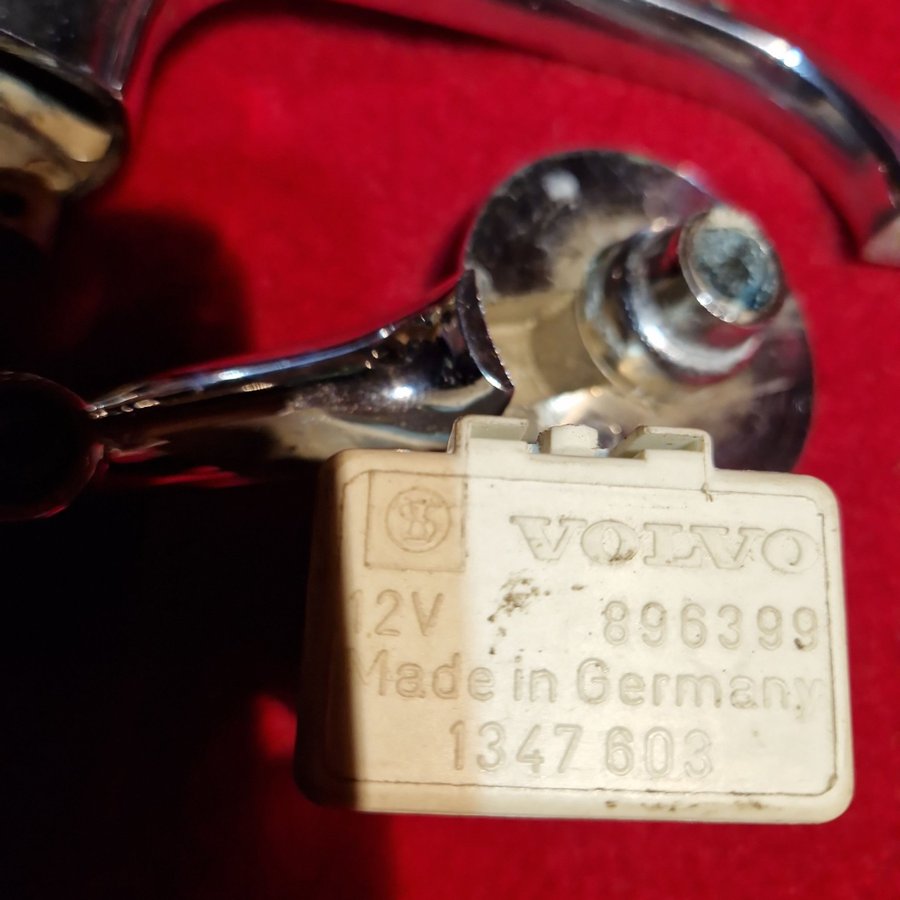 VOLVO
12V 896399
Made in Germany
1347 603